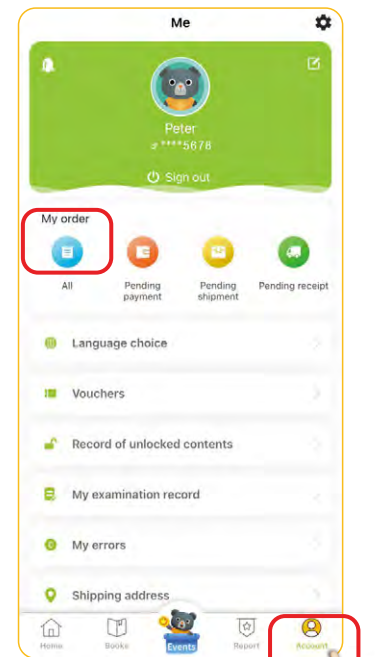 Me
Peter
****5678
Sign out
My order
All
Pending payment
Pending shipment
Pending receipt
Language choice
Vouchers
Record of unlocked contents
My examination record
My errors
Shipping address
Home
Books
Events
Report
Account